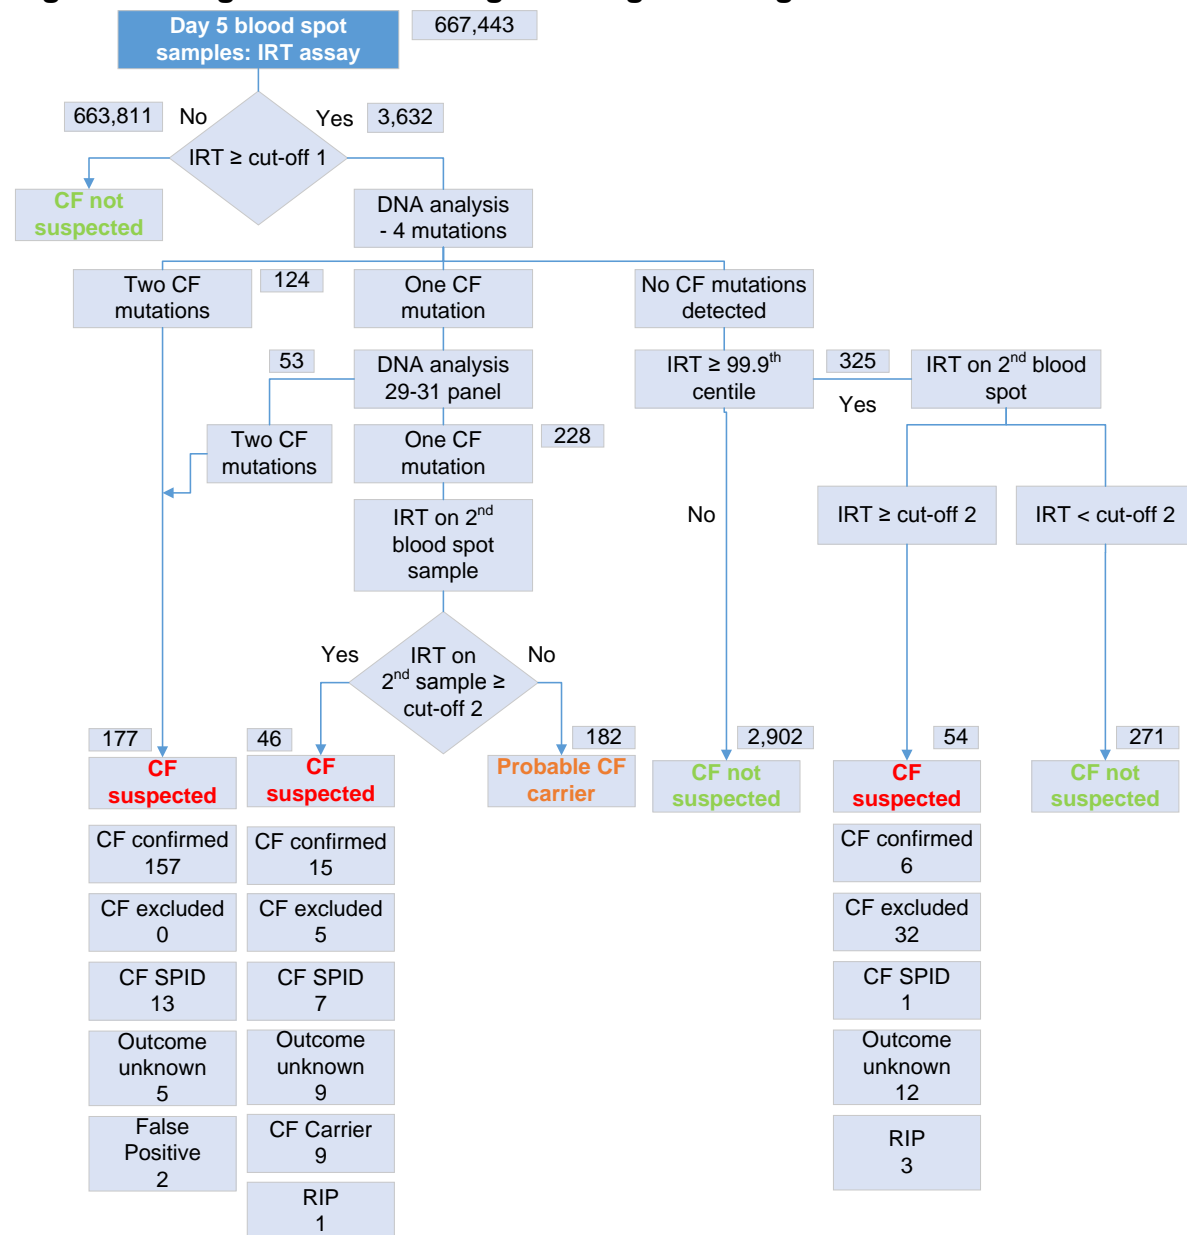 Day 5 blood spot
samples: IRT assay
667,443
663,811
No
Yes
3,632
IRT ≥ cut-off 1
CF not
suspected
DNA analysis
- 4 mutations
Two CF
mutations
124
One CF
mutation
No CF mutations
detected
53
DNA analysis
29-31 panel
IRT ≥ 99.9th
centile
325
Yes
IRT on 2nd blood
spot
Two CF
mutations
One CF
mutation
228
IRT on 2nd
blood spot
sample
No
IRT ≥ cut-off 2
IRT < cut-off 2
Yes
IRT on
2nd sample ≥
cut-off 2
No
177
CF
suspected
46
CF
suspected
182
Probable CF
carrier
2,902
CF not
suspected
54
CF
suspected
271
CF not
suspected
CF confirmed
157
CF excluded
0
CF SPID
13
Outcome
unknown
5
False
Positive
2
CF confirmed
15
CF excluded
5
CF SPID
7
Outcome
unknown
9
CF Carrier
9
RIP
1
CF confirmed
6
CF excluded
32
CF SPID
1
Outcome
unknown
12
RIP
3